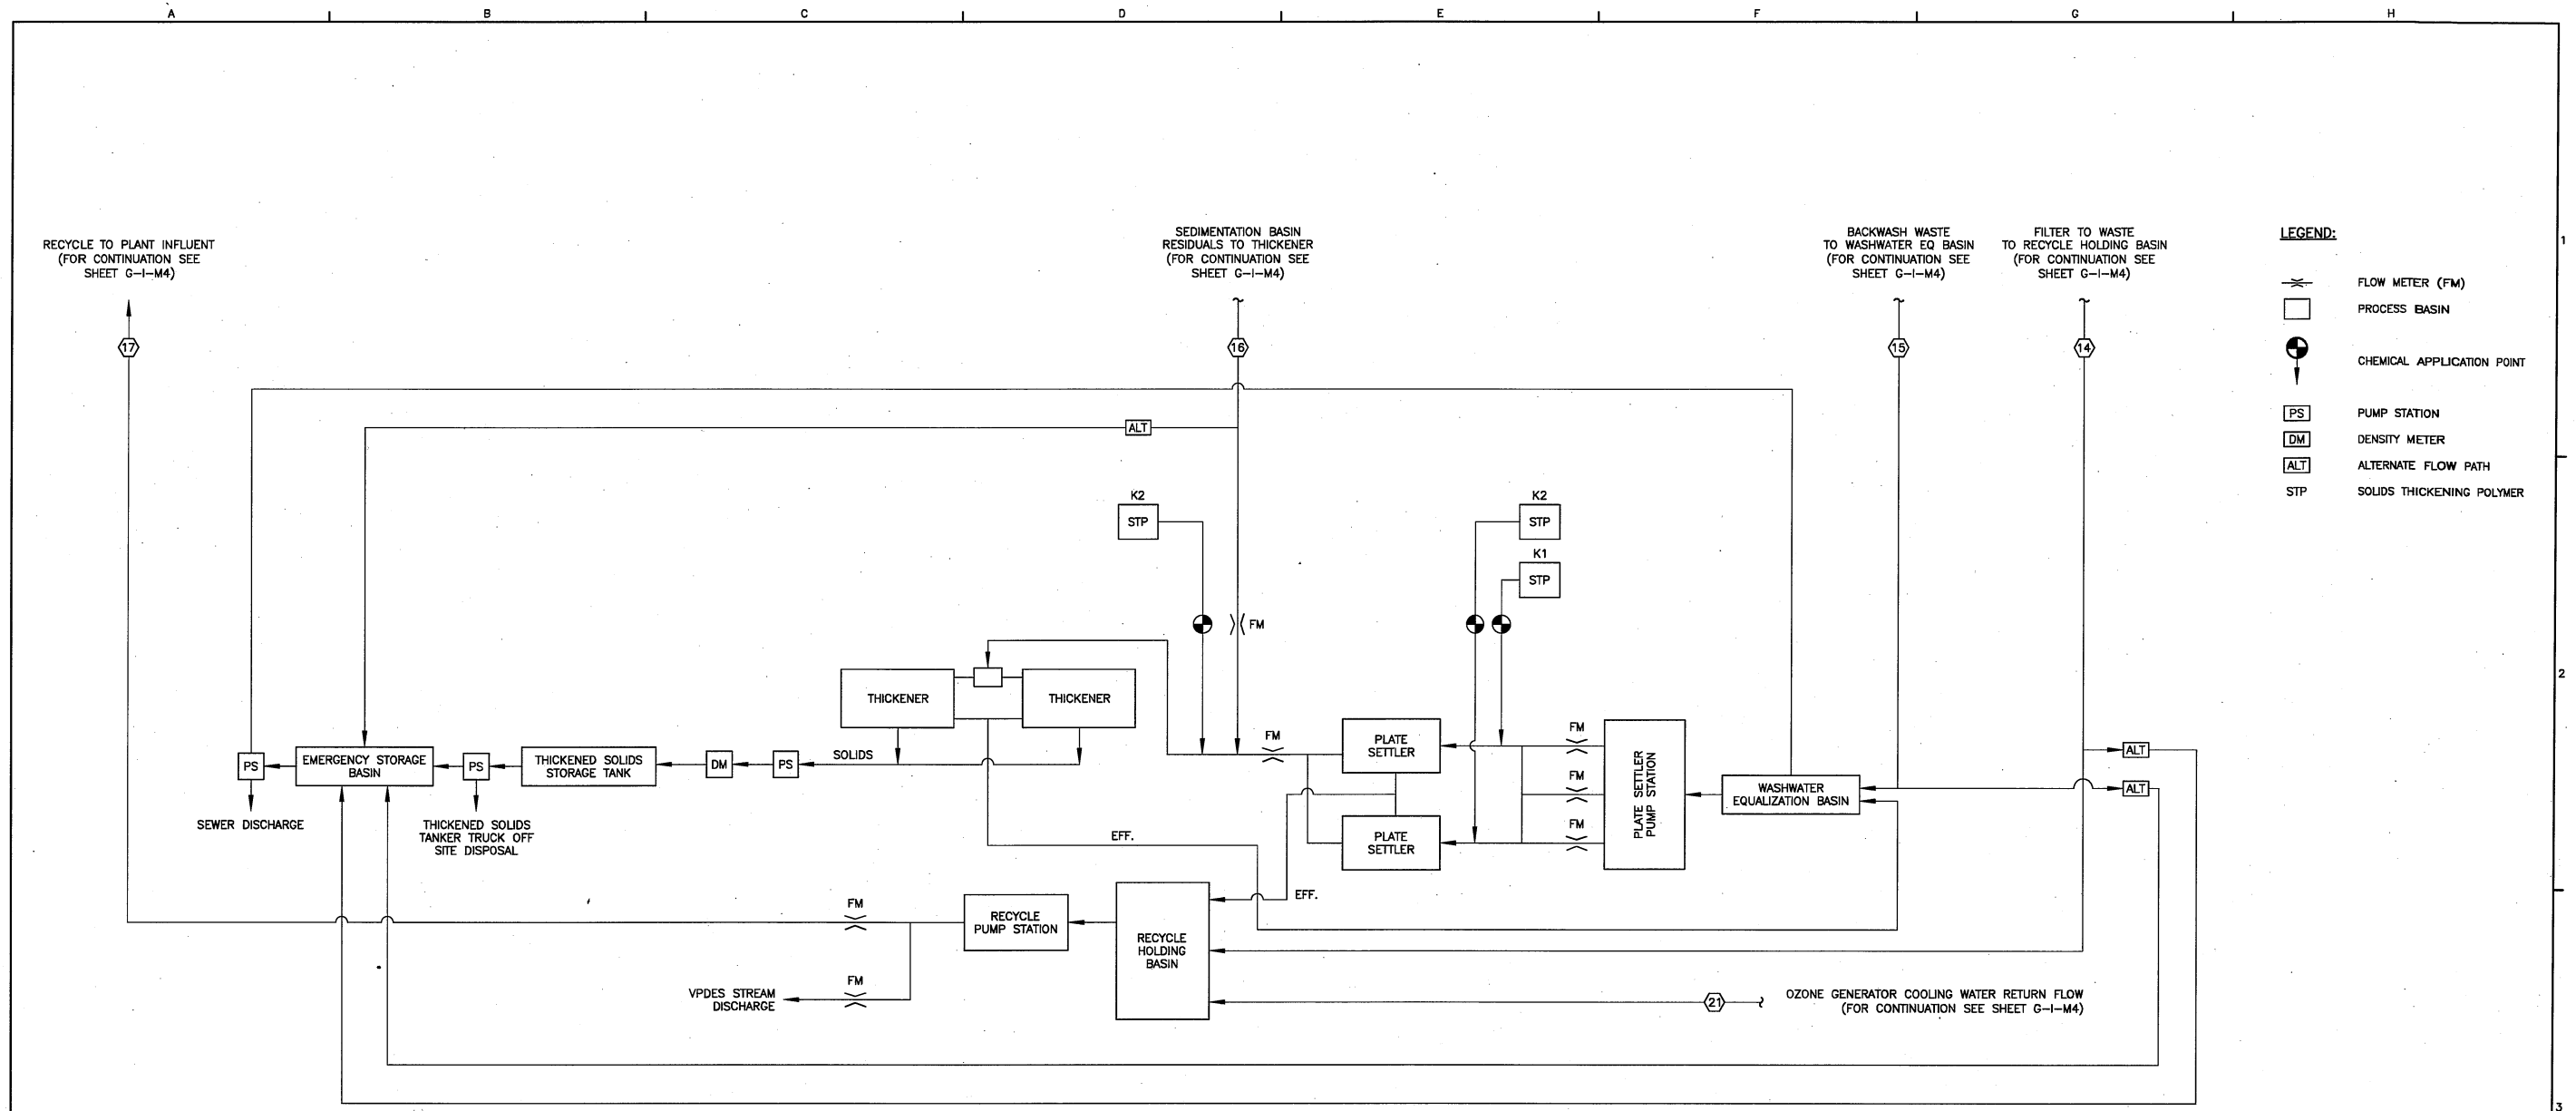 A B C D E F G H
RECYCLE TO PLANT INFLUENT
(FOR CONTINUATION SEE
SHEET G-I-M4)
SEDIMENTATION BASIN
RESIDUALS TO THICKENER
(FOR CONTINUATION SEE
SHEET G-I-M4)
BACKWASH WASTE
TO WASHWATER EQ BASIN
(FOR CONTINUATION SEE
SHEET G-I-M4)
FILTER TO WASTE
TO RECYCLE HOLDING BASIN
(FOR CONTINUATION SEE
SHEET G-I-M4)
LEGEND:
FLOW METER (FM)
PROCESS BASIN
CHEMICAL APPLICATION POINT
PS PUMP STATION
DM DENSITY METER
ALT ALTERNATE FLOW PATH
STP SOLIDS THICKENING POLYMER
1
17
16
15
14
ALT
K2
STP
K2
STP
K1
STP
FM
2
THICKENER
THICKENER
FM
PLATE
SETTLER
FM
FM
FM
PLATE SETTLER
PUMP STATION
PLATE
SETTLER
WASHWATER
EQUALIZATION BASIN
ALT
ALT
PS
EMERGENCY STORAGE
BASIN
PS
THICKENED SOLIDS
STORAGE TANK
DM
PS
SOLIDS
SEWER DISCHARGE
THICKENED SOLIDS
TANKER TRUCK OFF
SITE DISPOSAL
EFF.
EFF.
FM
RECYCLE
PUMP STATION
RECYCLE
HOLDING
BASIN
FM
VPDES STREAM
DISCHARGE
21
OZONE GENERATOR COOLING WATER RETURN FLOW
(FOR CONTINUATION SEE SHEET G-I-M4)
3